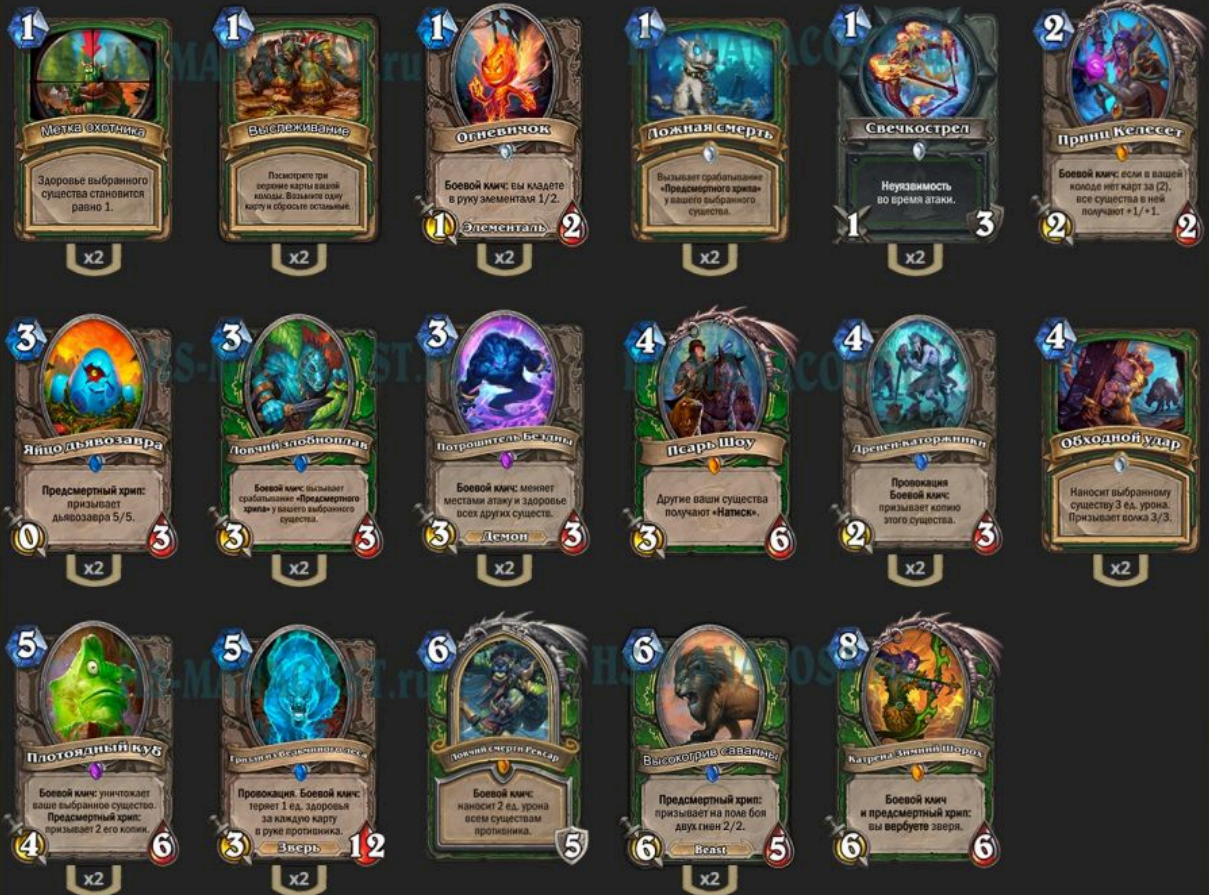 HS-MANACOST.ru
1
Метка охотника
Здоровье выбранного
существа становится
равно 1.
x2
1
Выслеживание
Посмотрите три
верхние карты вашей
колоды. Возьмите одну
карту и сбросьте остальные.
x2
1
Огневичок
Боевой клич: вы кладете
в руку элементаля 1/2.
1
Элементаль
2
x2
1
Ложная смерть
Вызывает срабатывание
«Предсмертного хрипа»
у вашего выбранного
существа.
x2
1
Свечкострел
Неуязвимость
во время атаки.
1
3
x2
2
Принц Келесет
Боевой клич: если в вашей
колоде нет карт за (2),
все существа в ней
получают +1/+1.
2
2
3
Яйцо дьявозавра
Предсмертный хрип:
призывает
дьявозавра 5/5.
0
3
x2
3
Ловчий злобноплав
Боевой клич: вызывает
срабатывание «Предсмертного
хрипа» у вашего выбранного
существа.
3
3
x2
3
Потрошитель Бездны
Боевой клич: меняет
местами атаку и здоровье
всех других существ.
3
Демон
3
x2
4
Псарь Шоу
Другие ваши существа
получают «Натиск».
3
6
4
Дренеи-каторжники
Провокация
Боевой клич:
призывает копию
этого существа.
2
3
x2
4
Обходной удар
Наносит выбранному
существу 3 ед. урона.
Призывает волка 3/3.
x2
5
Плотоядный куб
Боевой клич: уничтожает
ваше выбранное существо.
Предсмертный хрип:
призывает 2 его копии.
4
6
x2
5
Гризли из Ведьминого леса
Провокация. Боевой клич:
теряет 1 ед. здоровья
за каждую карту
в руке противника.
3
Зверь
12
x2
6
Ловчий смерти Рексар
Боевой клич:
наносит 2 ед. урона
всем существам
противника.
5
6
Высокогрив саванны
Предсмертный хрип:
призывает на поле боя
двух гиен 2/2.
6
Beast
5
x2
8
Катрена Зимний Шорох
Боевой клич
и предсмертный хрип:
вы вербуете зверя.
6
6